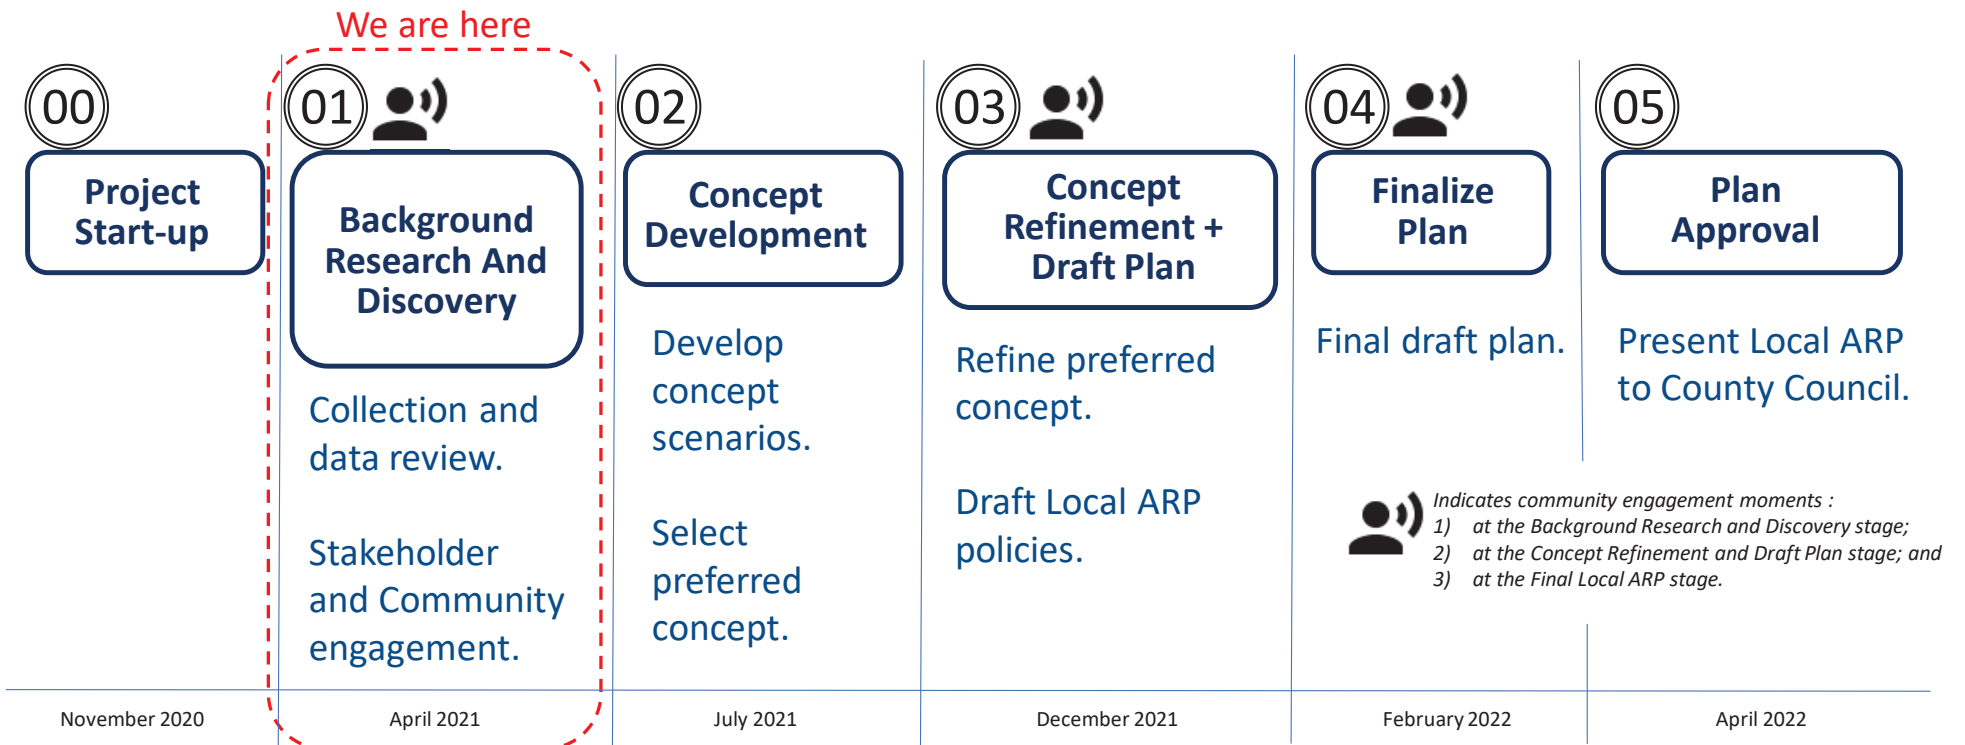 We are here
00
Project
Start-up
November 2020
01
Background
Research And
Discovery
Collection and
data review.
Stakeholder
and Community
engagement.
April 2021
02
Concept
Development
Develop
concept
scenarios.
Select
preferred
concept.
July 2021
03
Concept
Refinement +
Draft Plan
Refine preferred
concept.
Draft Local ARP
policies.
December 2021
04
Finalize
Plan
Final draft plan.
February 2022
05
Plan
Approval
Present Local ARP
to County Council.
April 2022
Indicates community engagement moments :
1) at the Background Research and Discovery stage;
2) at the Concept Refinement and Draft Plan stage; and
3) at the Final Local ARP stage.